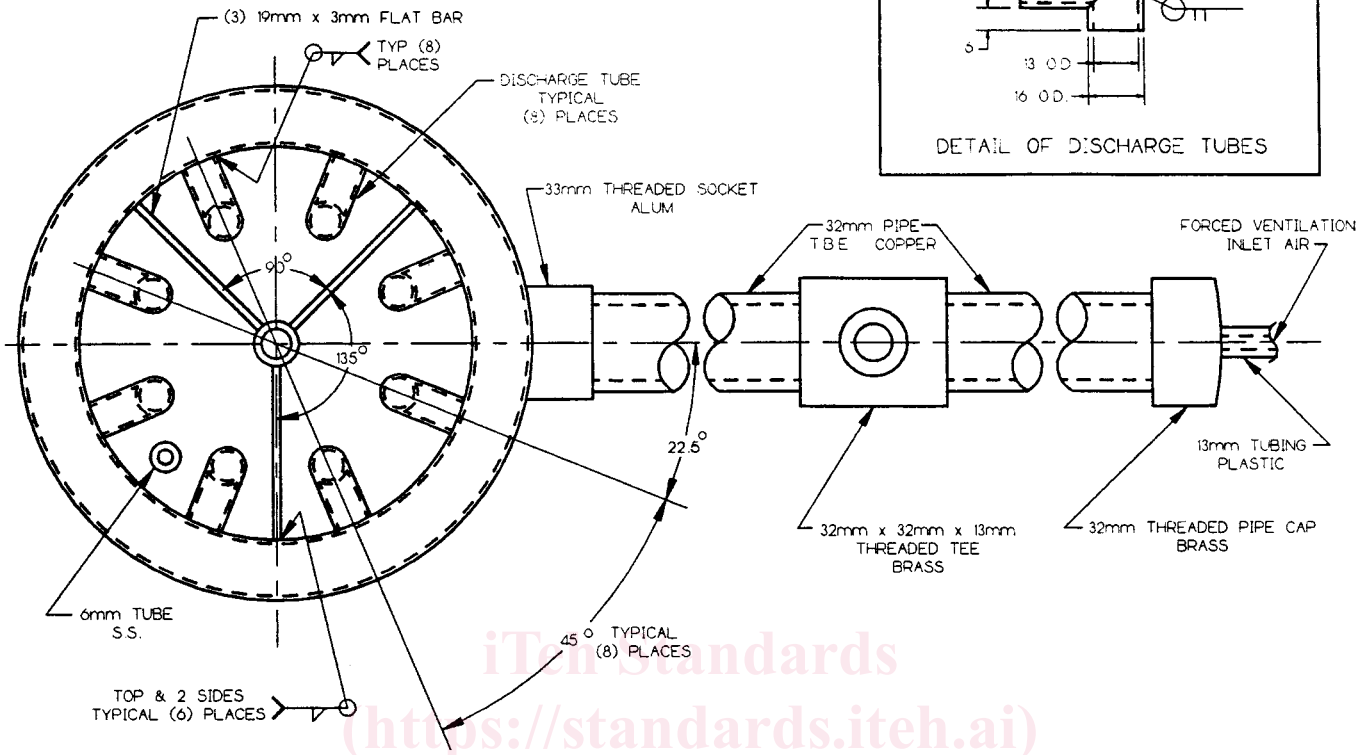 (3) 19mm x 3mm FLAT BAR
TYP (8)
PLACES
DISCHARGE TUBE
TYPICAL
(8) PLACES
13 O.D.
16 O.D.
DETAIL OF DISCHARGE TUBES
33mm THREADED SOCKET
ALUM
32mm PIPE
T.B.E. COPPER
FORCED VENTILATION
INLET AIR
90°
135°
22.5°
13mm TUBING
PLASTIC
32mm x 32mm x 13mm
THREADED TEE
BRASS
32mm THREADED PIPE CAP
BRASS
6mm TUBE
S.S.
45° TYPICAL
(8) PLACES
TOP & 2 SIDES
TYPICAL (6) PLACES
iTeh Standards
(https://standards.iteh.ai)